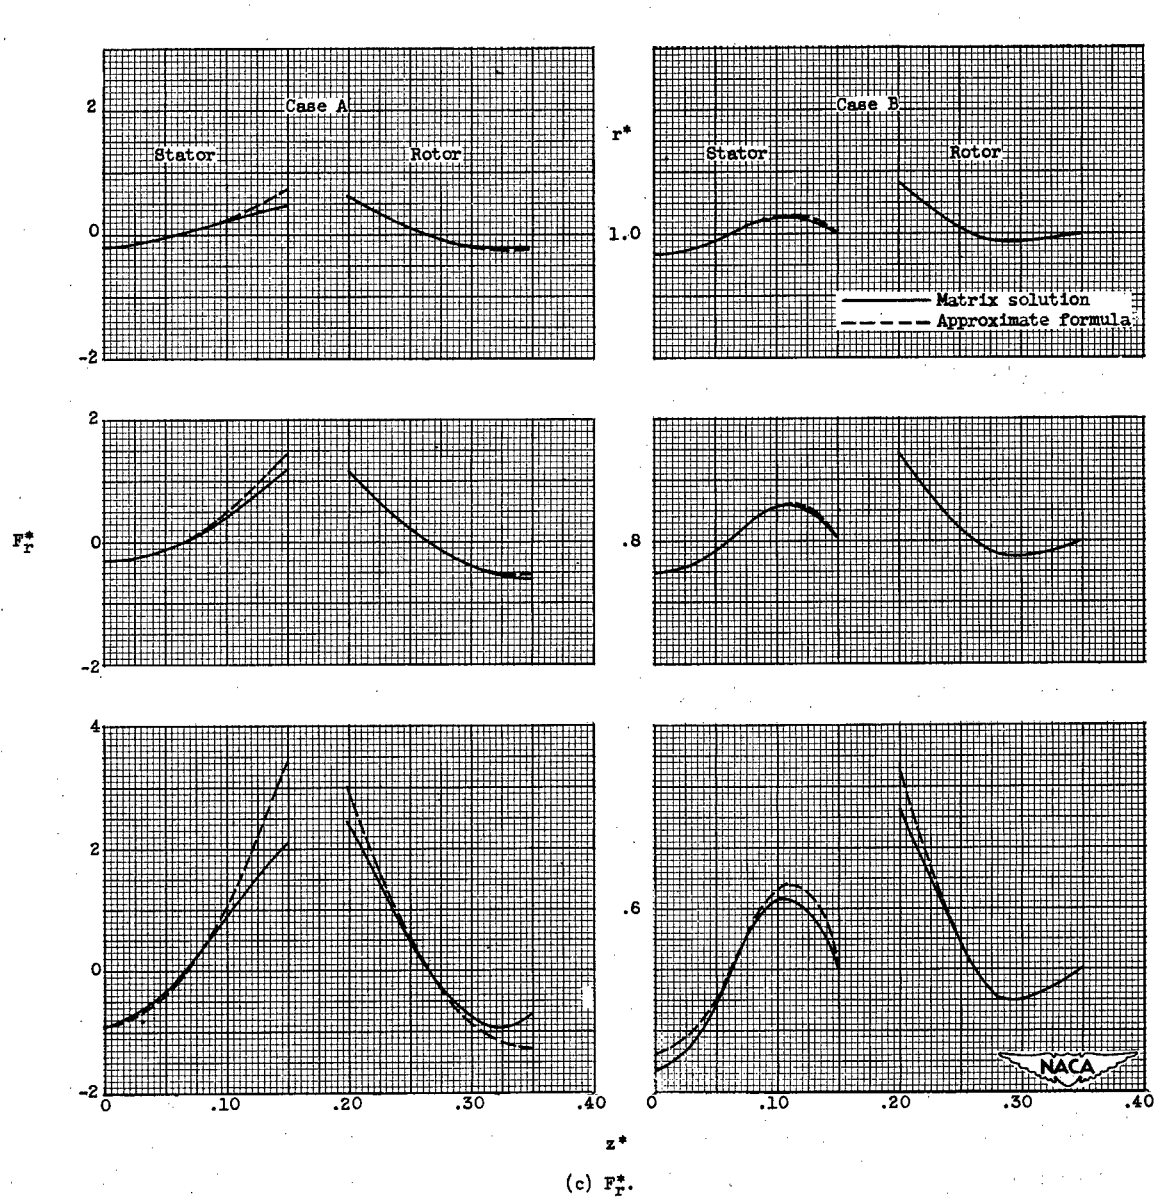 2
Case A
Case B
r*
Stator
Rotor
Stator
Rotor
0
1.0
Matrix solution
Approximate formula
-2
2
F*r
0
.8
-2
4
2
.6
0
NACA
-2
0 .10 .20 .30 .40
0 .10 .20 .30 .40
z*
(c) F*r.